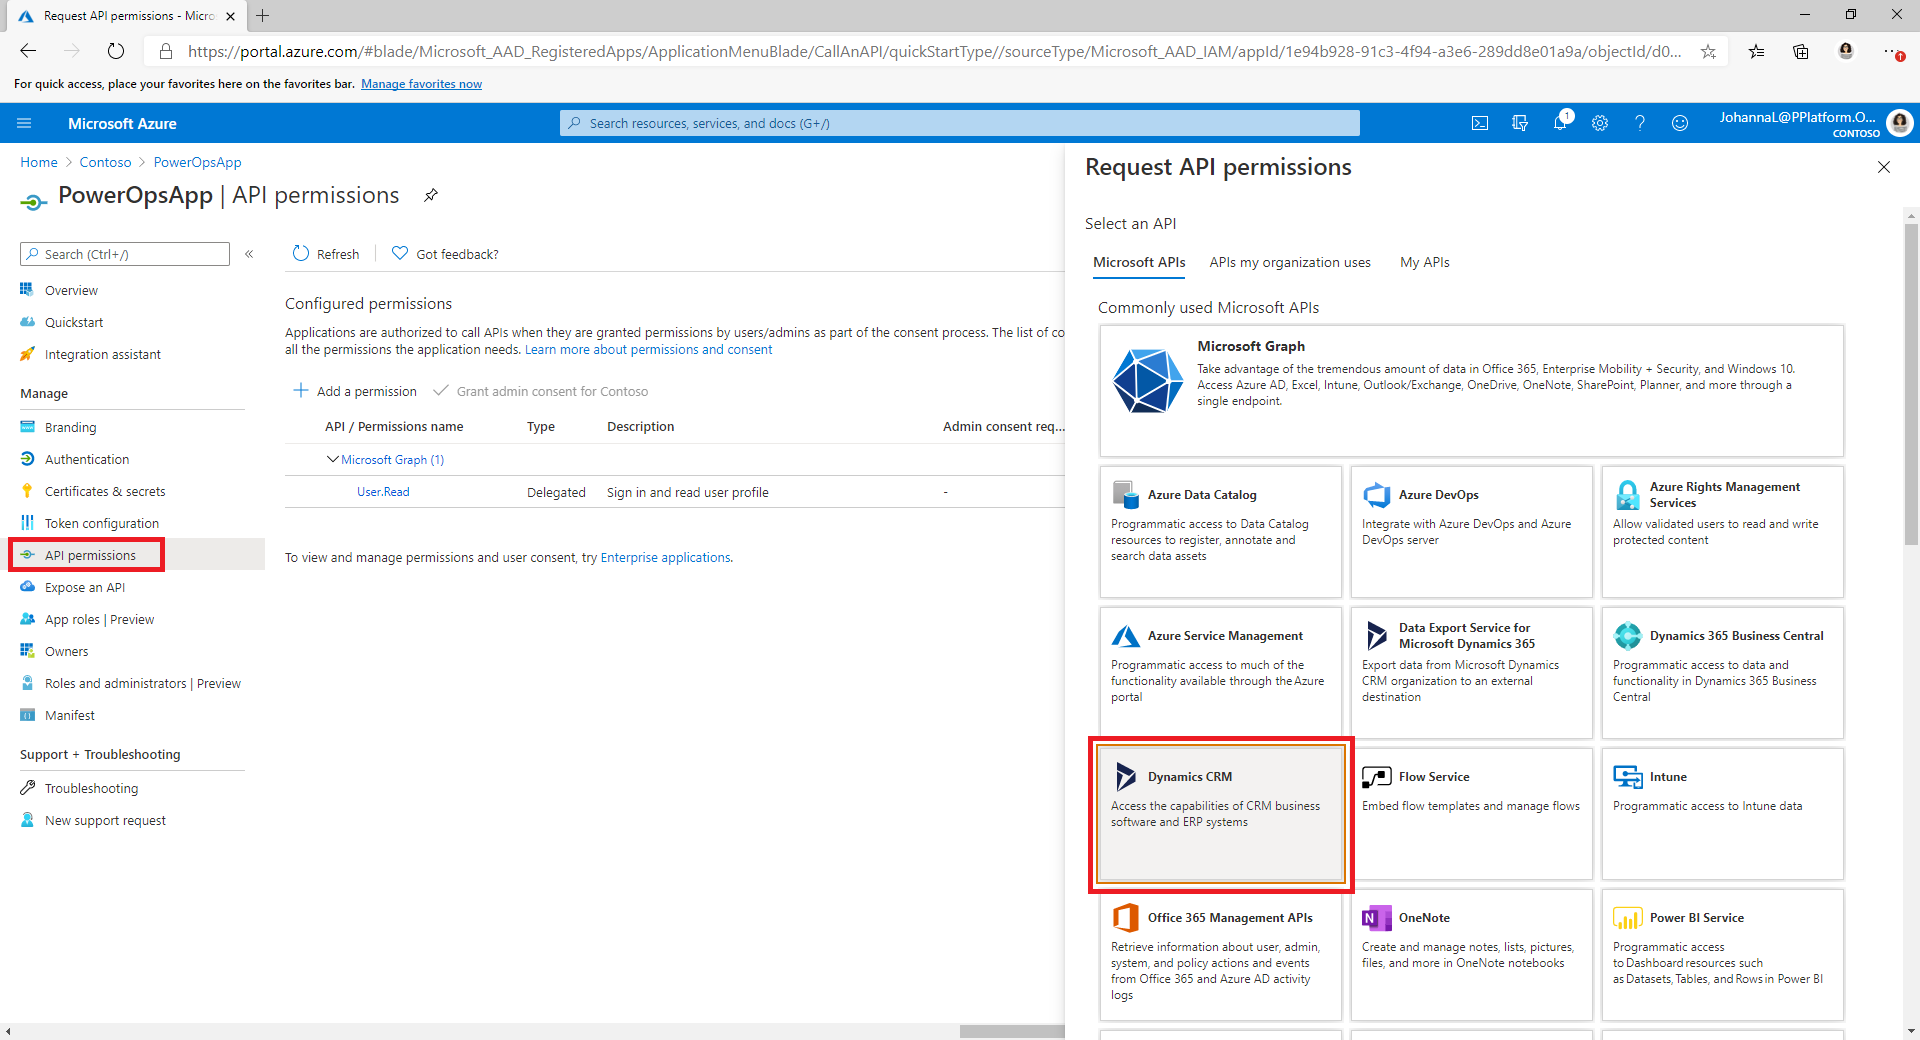 Request API permissions - Micro
https://portal.azure.com/#blade/Microsoft_AAD_RegisteredApps/ApplicationMenuBlade/CallAnAPI/quickStartType//sourceType/Microsoft_AAD_IAM/appId/1e94b928-91c3-4f94-a3e6-289dd8e01a9a/objectId/d0...
For quick access, place your favorites here on the favorites bar. Manage favorites now
Microsoft Azure
Search resources, services, and docs (G+/)
1
JohannaL@PPlatform.O...
CONTOSO
Home > Contoso > PowerOpsApp
PowerOpsApp | API permissions
Search (Ctrl+/)
«
Overview
Quickstart
Integration assistant
Manage
Branding
Authentication
Certificates & secrets
Token configuration
API permissions
Expose an API
App roles | Preview
Owners
Roles and administrators | Preview
Manifest
Support + Troubleshooting
Troubleshooting
New support request
Refresh
Got feedback?
Configured permissions
Applications are authorized to call APIs when they are granted permissions by users/admins as part of the consent process. The list of co
all the permissions the application needs. Learn more about permissions and consent
Add a permission
Grant admin consent for Contoso
API / Permissions name Type Description Admin consent req...
Microsoft Graph (1)
User.Read Delegated Sign in and read user profile -
To view and manage permissions and user consent, try Enterprise applications.
Request API permissions
Select an API
Microsoft APIs APIs my organization uses My APIs
Commonly used Microsoft APIs
Microsoft Graph
Take advantage of the tremendous amount of data in Office 365, Enterprise Mobility + Security, and Windows 10.
Access Azure AD, Excel, Intune, Outlook/Exchange, OneDrive, OneNote, SharePoint, Planner, and more through a
single endpoint.
Azure Data Catalog
Programmatic access to Data Catalog
resources to register, annotate and
search data assets
Azure DevOps
Integrate with Azure DevOps and Azure
DevOps server
Azure Rights Management
Services
Allow validated users to read and write
protected content
Azure Service Management
Programmatic access to much of the
functionality available through the Azure
portal
Data Export Service for
Microsoft Dynamics 365
Export data from Microsoft Dynamics
CRM organization to an external
destination
Dynamics 365 Business Central
Programmatic access to data and
functionality in Dynamics 365 Business
Central
Dynamics CRM
Access the capabilities of CRM business
software and ERP systems
Flow Service
Embed flow templates and manage flows
Intune
Programmatic access to Intune data
Office 365 Management APIs
Retrieve information about user, admin,
system, and policy actions and events
from Office 365 and Azure AD activity
logs
OneNote
Create and manage notes, lists, pictures,
files, and more in OneNote notebooks
Power BI Service
Programmatic access
to Dashboard resources such
as Datasets, Tables, and Rows in Power BI